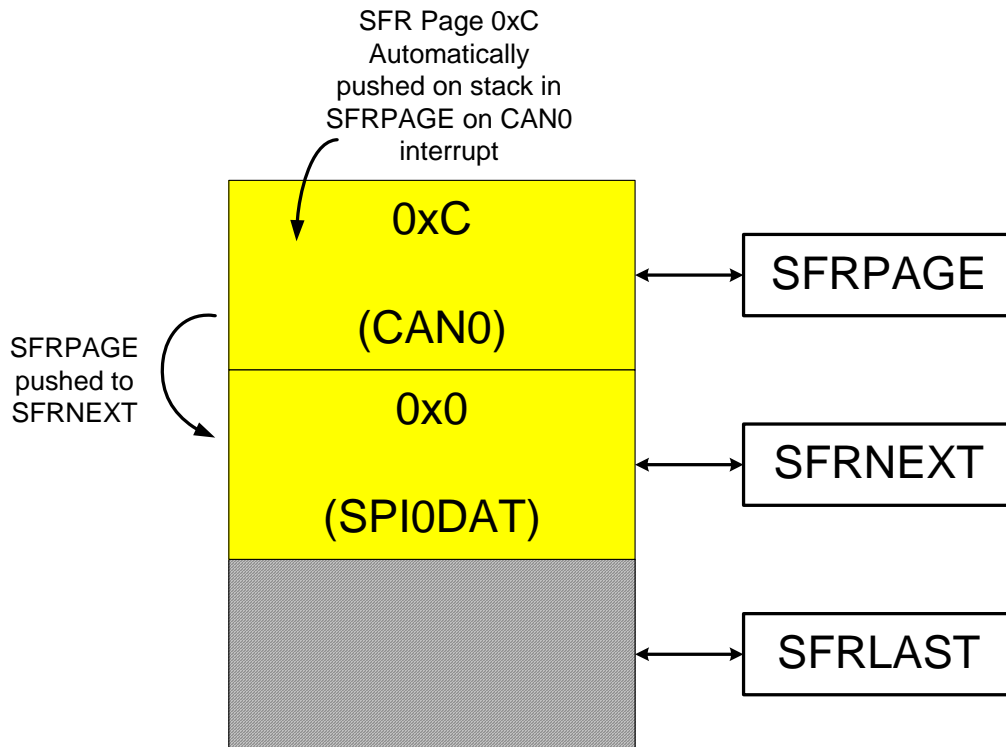 SFR Page 0xC
Automatically
pushed on stack in
SFRPAGE on CAN0
interrupt
0xC
(CAN0)
SFRPAGE
SFRPAGE
pushed to
SFRNEXT
0x0
(SPI0DAT)
SFRNEXT
SFRLAST